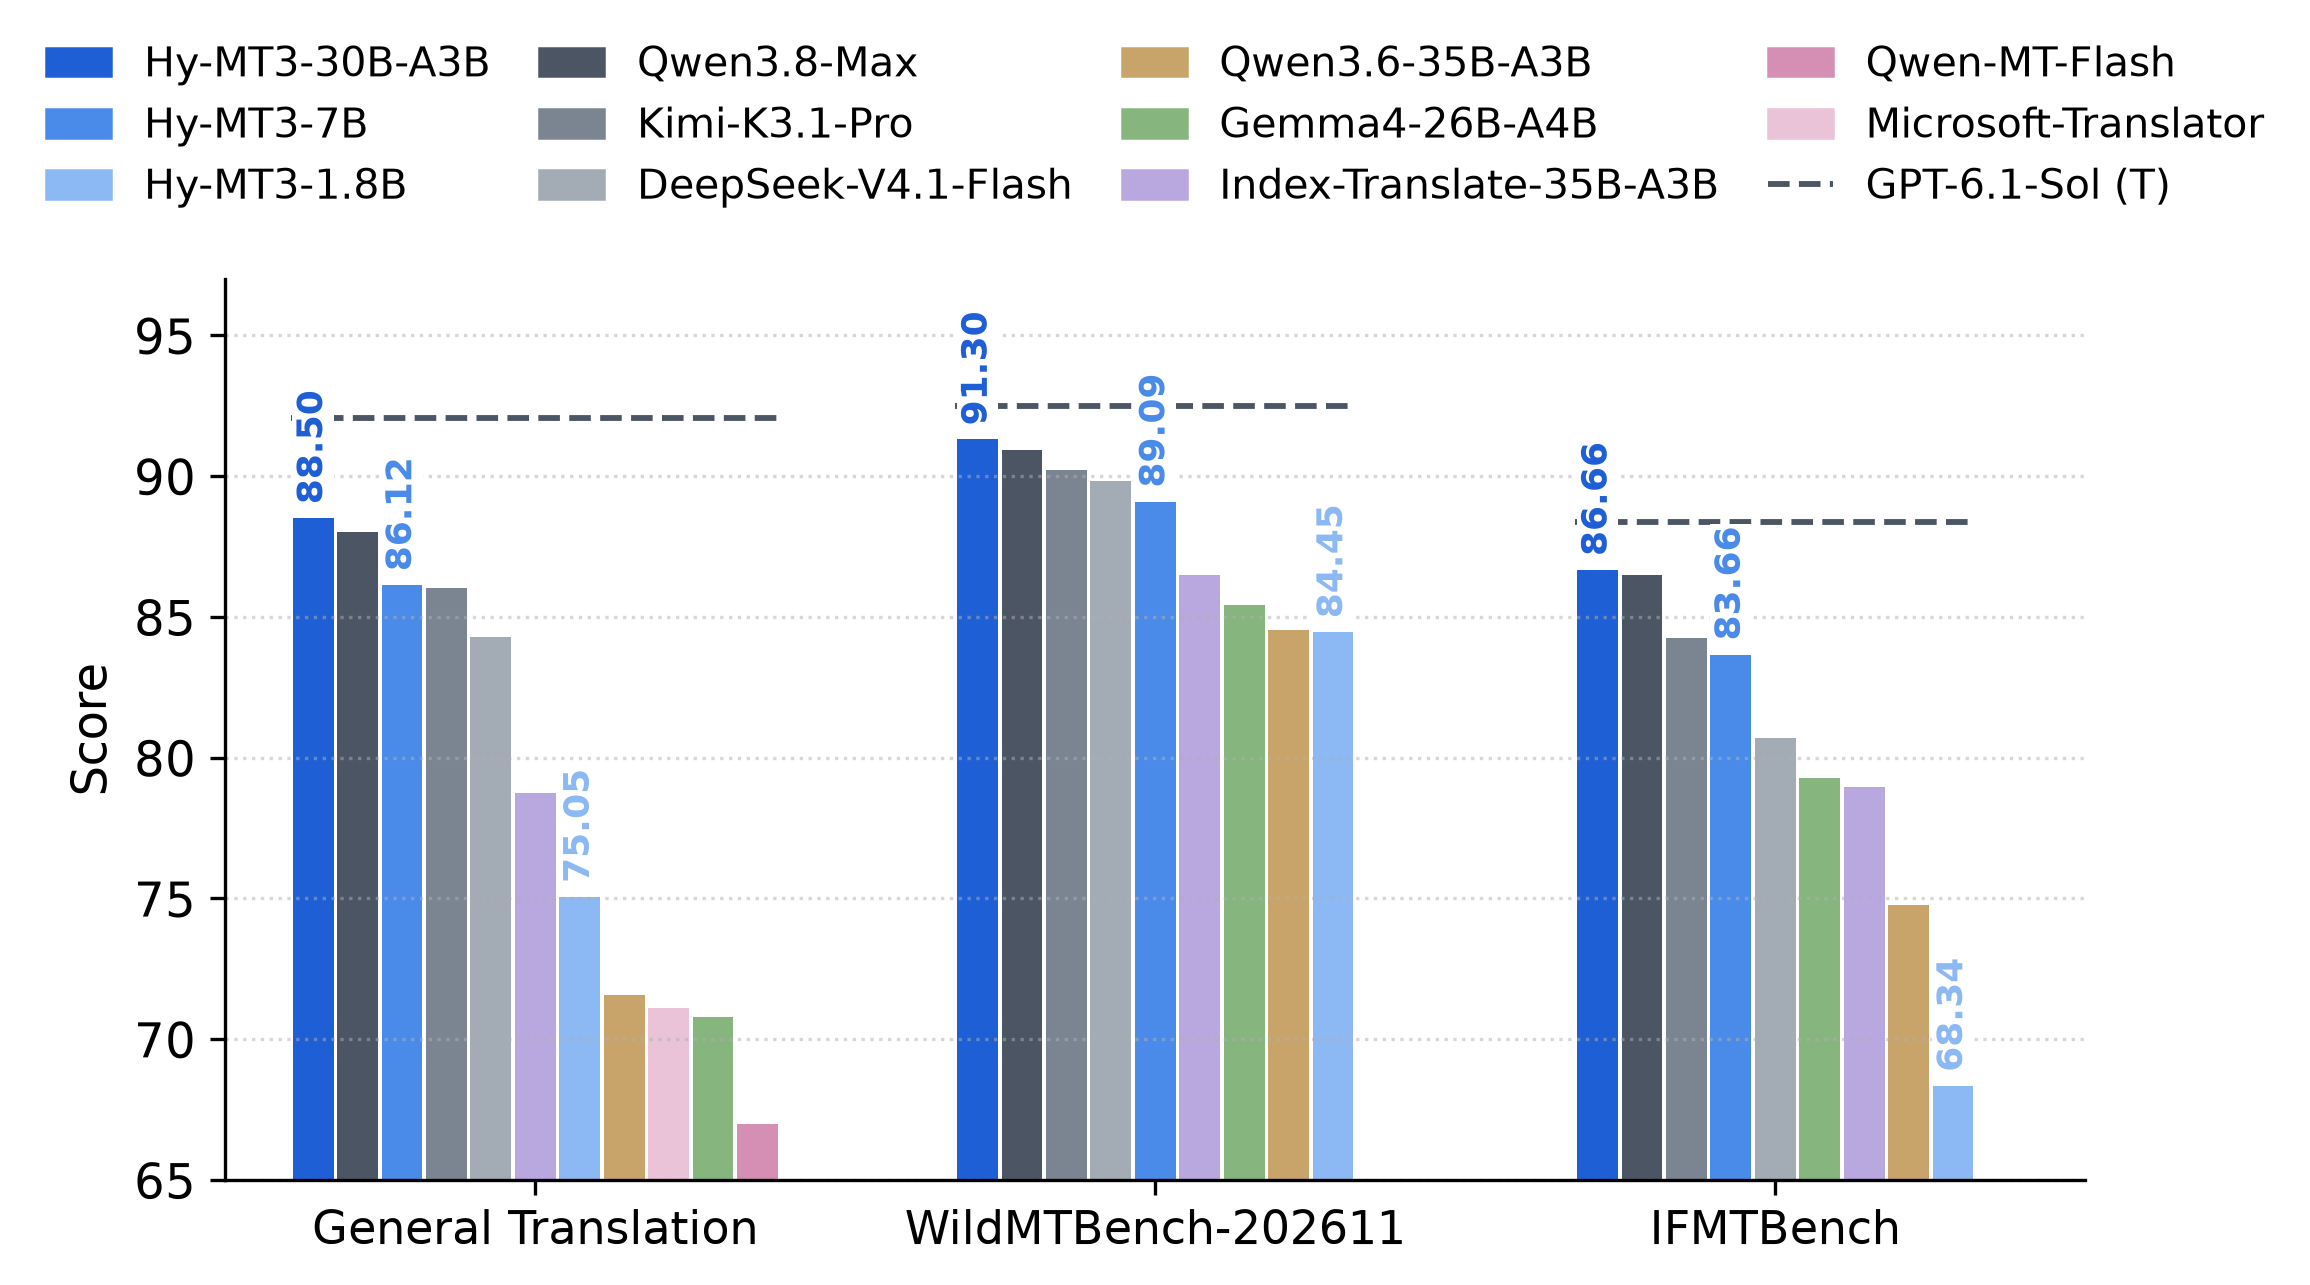 Hy-MT3-30B-A3B
Hy-MT3-7B
Hy-MT3-1.8B
Qwen3.8-Max
Kimi-K3.1-Pro
DeepSeek-V4.1-Flash
Qwen3.6-35B-A3B
Gemma4-26B-A4B
Index-Translate-35B-A3B
Qwen-MT-Flash
Microsoft-Translator
GPT-6.1-Sol (T)
Score
95
90
85
80
75
70
65
88.50
86.12
75.05
91.30
89.09
84.45
86.66
83.66
68.34
General Translation
WildMTBench-202611
IFMTBench